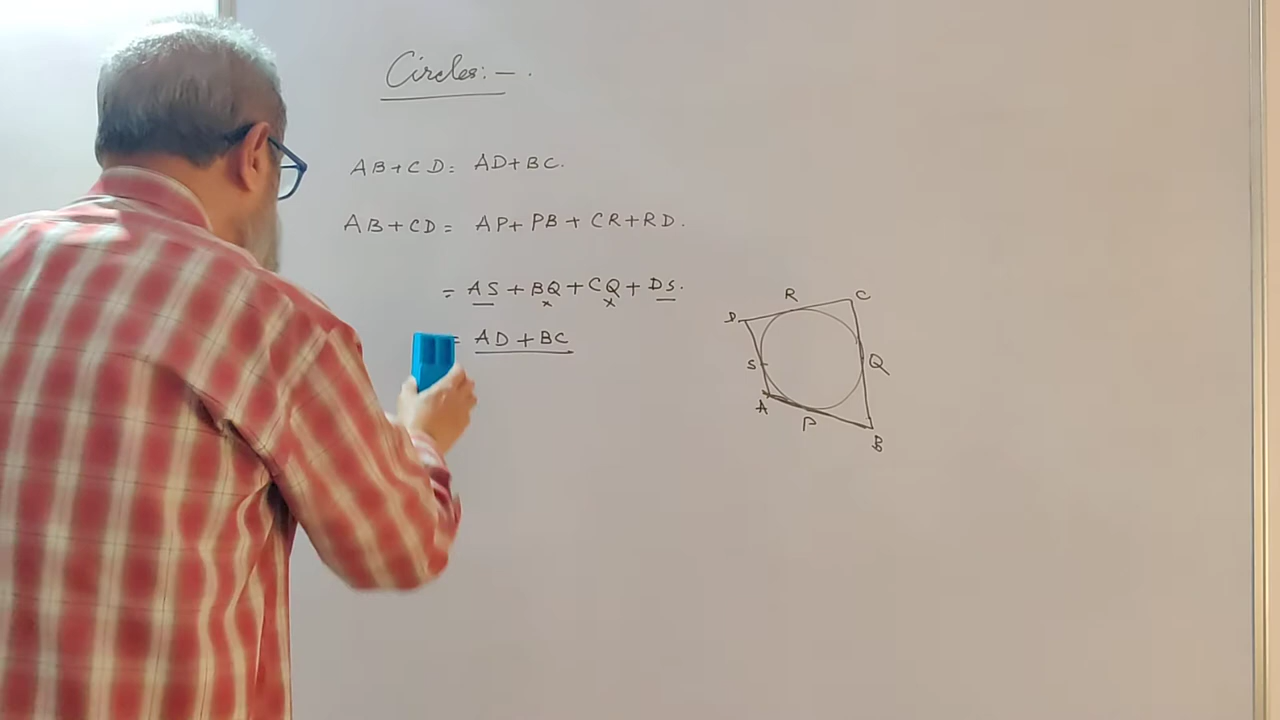 Circles:- .
AB+CD= AD+BC.
AB+CD = AP+ PB + CR+RD.
= AS + BQ + CQ + DS.
= AD + BC
R
C
D
S
Q
A
P
B